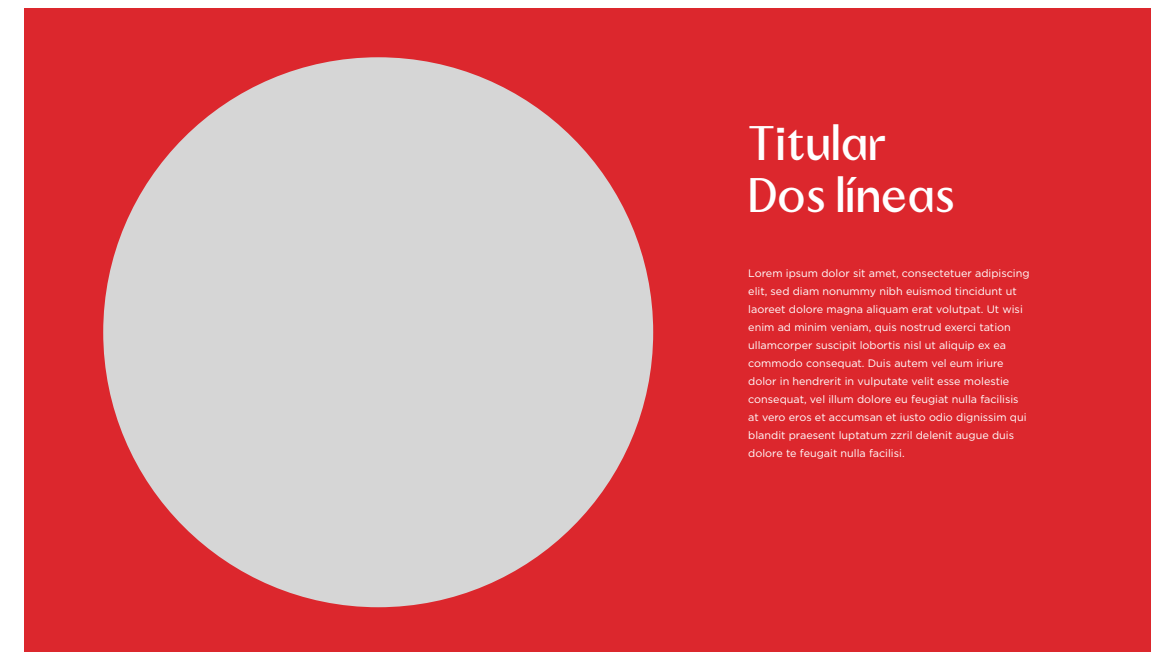 Titular
Dos líneas
Lorem ipsum dolor sit amet, consectetuer adipiscing
elit, sed diam nonummy nibh euismod tincidunt ut
laoreet dolore magna aliquam erat volutpat. Ut wisi
enim ad minim veniam, quis nostrud exerci tation
ullamcorper suscipit lobortis nisl ut aliquip ex ea
commodo consequat. Duis autem vel eum iriure
dolor in hendrerit in vulputate velit esse molestie
consequat, vel illum dolore eu feugiat nulla facilisis
at vero eros et accumsan et iusto odio dignissim qui
blandit praesent luptatum zzril delenit augue duis
dolore te feugait nulla facilisi.